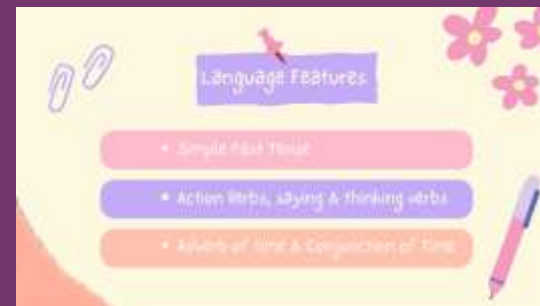 Language Features
• Simple Past Tense
• Action Verbs, saying & thinking verbs
• Adverb of Time & Conjunction of Time